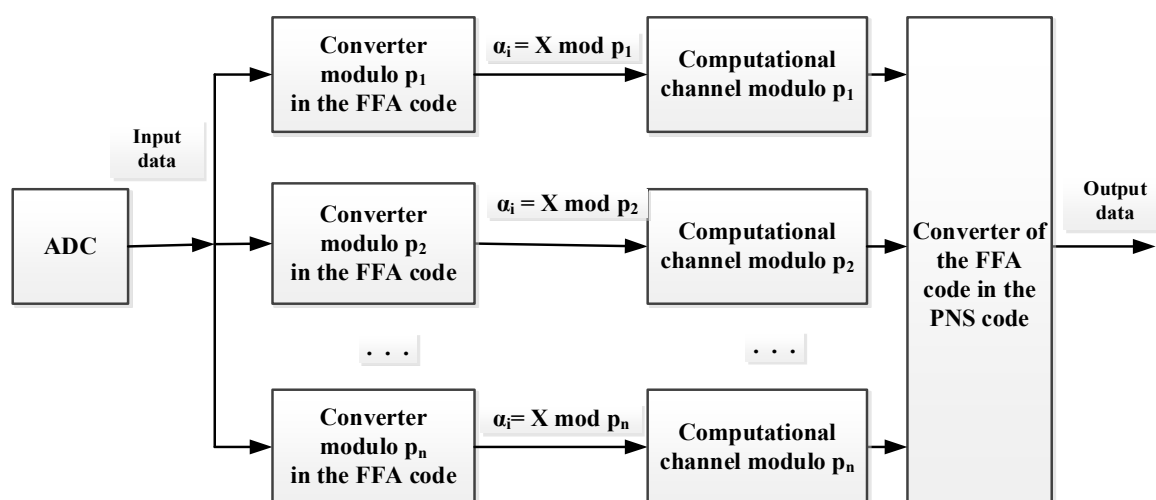 Converter
modulo p₁
in the FFA code
αᵢ = X mod p₁
Computational
channel modulo p₁
Input
data
ADC
Converter
modulo p₂
in the FFA code
αᵢ = X mod p₂
Computational
channel modulo p₂
Converter of
the FFA
code in the
PNS code
Output
data
. . .
. . .
Converter
modulo pₙ
in the FFA code
αᵢ= X mod pₙ
Computational
channel modulo pₙ